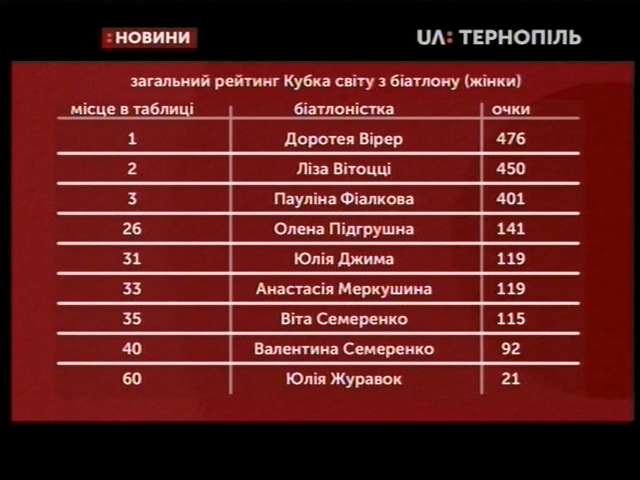 :НОВИНИ
UA: ТЕРНОПІЛЬ
загальний рейтинг Кубка світу з біатлону (жінки)
місце в таблиці біатлоністка очки
1 Доротея Вірер 476
2 Ліза Вітоцці 450
3 Пауліна Фіалкова 401
26 Олена Підгрушна 141
31 Юлія Джима 119
33 Анастасія Меркушина 119
35 Віта Семеренко 115
40 Валентина Семеренко 92
60 Юлія Журавок 21